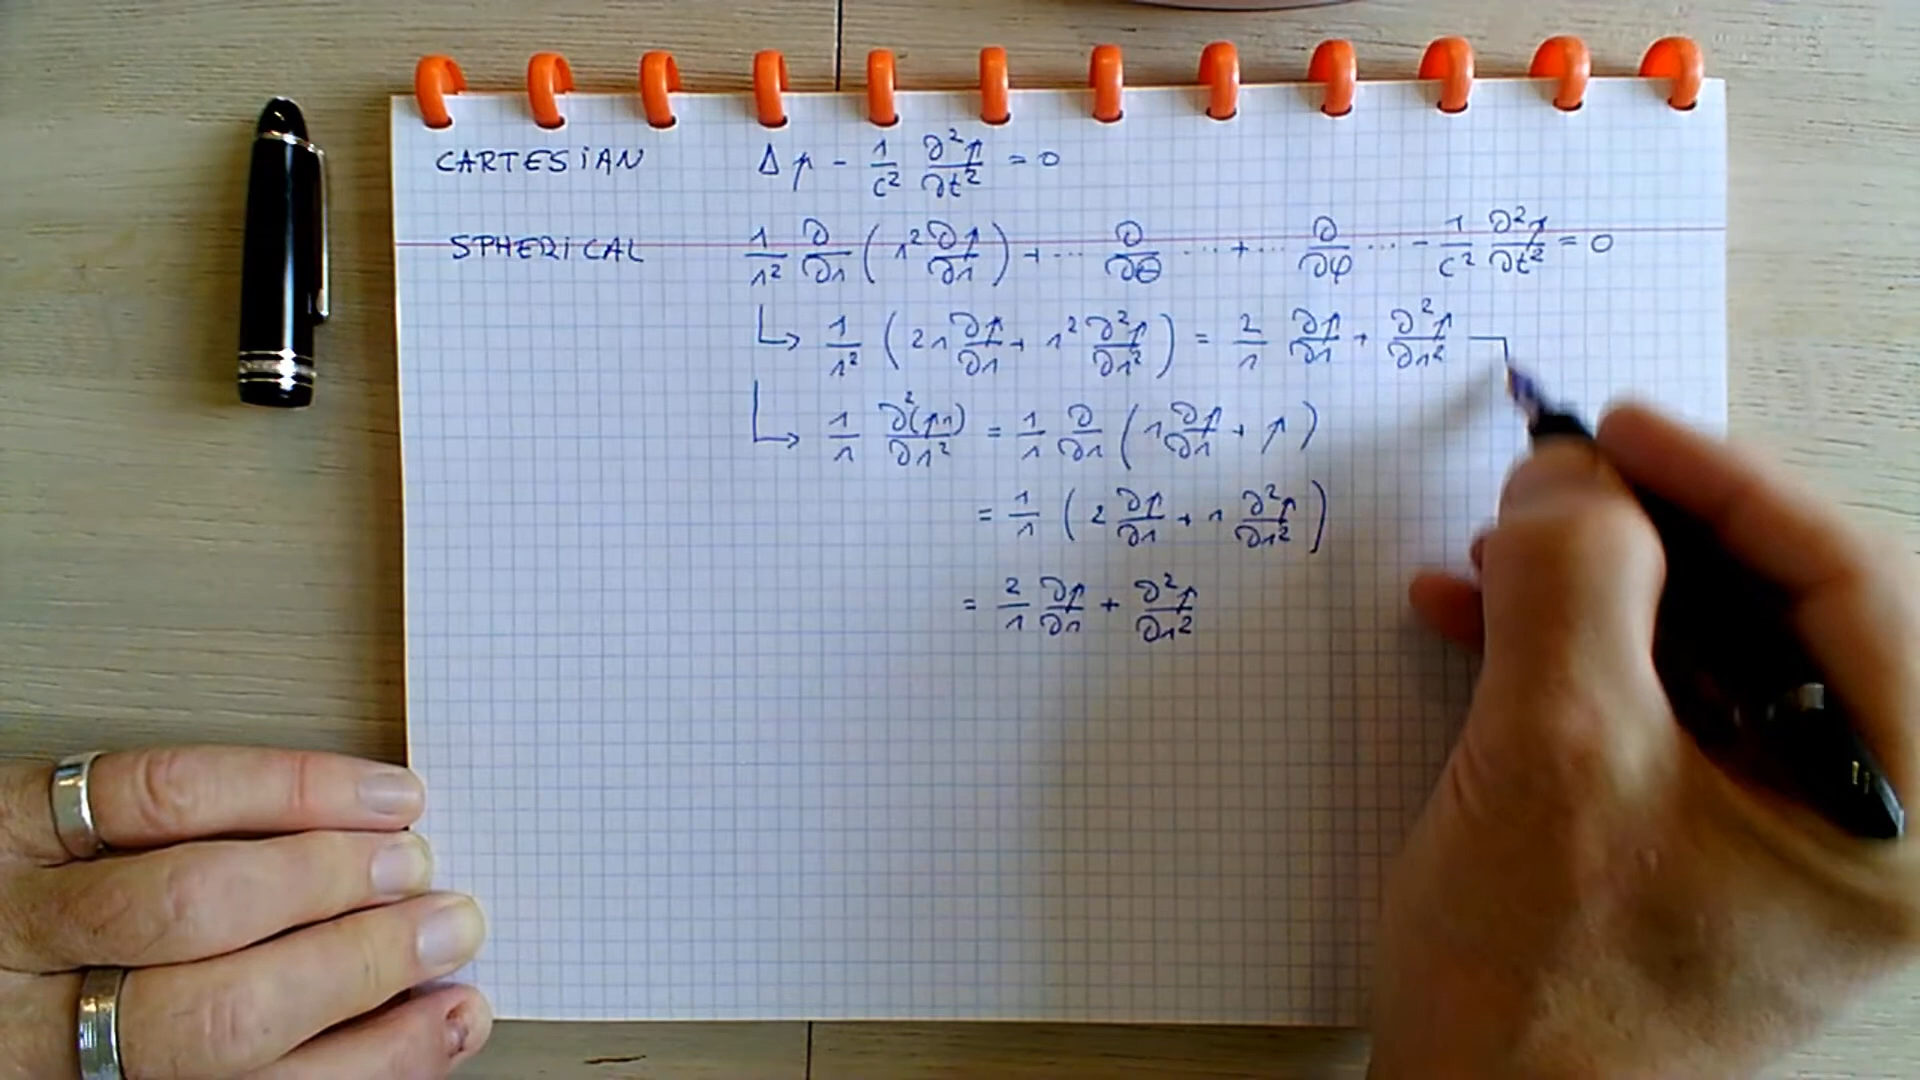 CARTESIAN Δp - 1/c² ∂²p/∂t² = 0
SPHERICAL 1/r² ∂/∂r (r² ∂p/∂r) + ... ∂/∂θ ... + ... ∂/∂φ ... - 1/c² ∂²p/∂t² = 0
↳ 1/r² (2r ∂p/∂r + r² ∂²p/∂r²) = 2/r ∂p/∂r + ∂²p/∂r²
↳ 1/r ∂²(pr)/∂r² = 1/r ∂/∂r (r ∂p/∂r + p)
= 1/r (2 ∂p/∂r + r ∂²p/∂r²)
= 2/r ∂p/∂r + ∂²p/∂r²